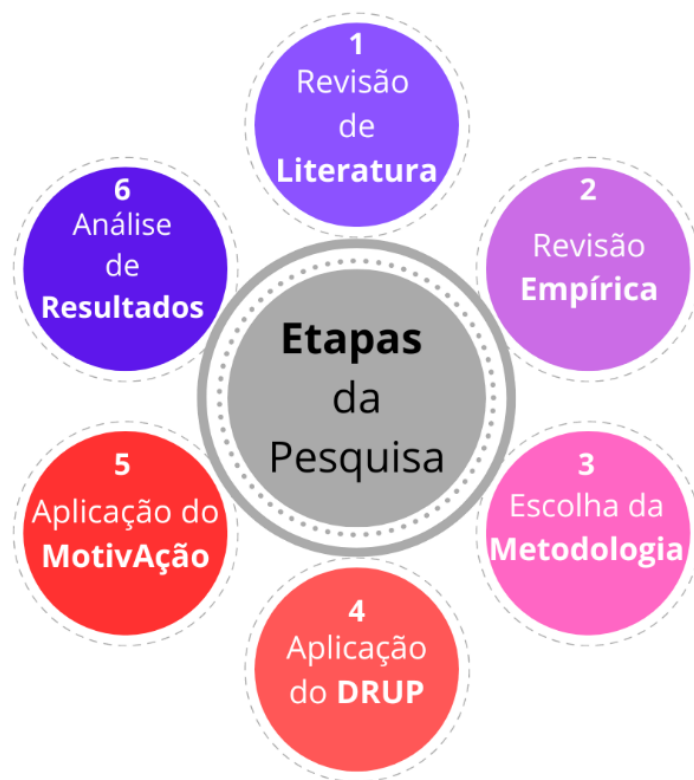 Etapas
da
Pesquisa
1
Revisão
de
Literatura
2
Revisão
Empírica
3
Escolha da
Metodologia
4
Aplicação
do DRUP
5
Aplicação do
MotivAção
6
Análise
de
Resultados